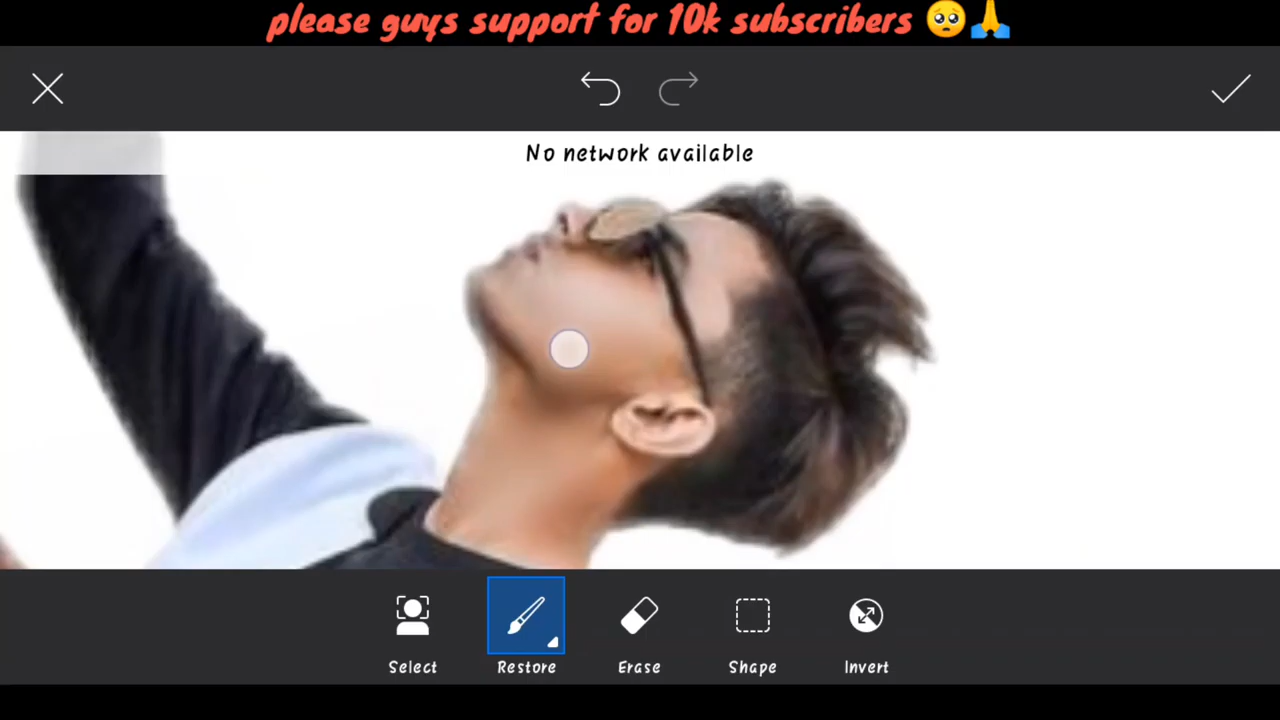 please guys support for 10k subscribers 🥺🙏
No network available
Select
Restore
Erase
Shape
Invert